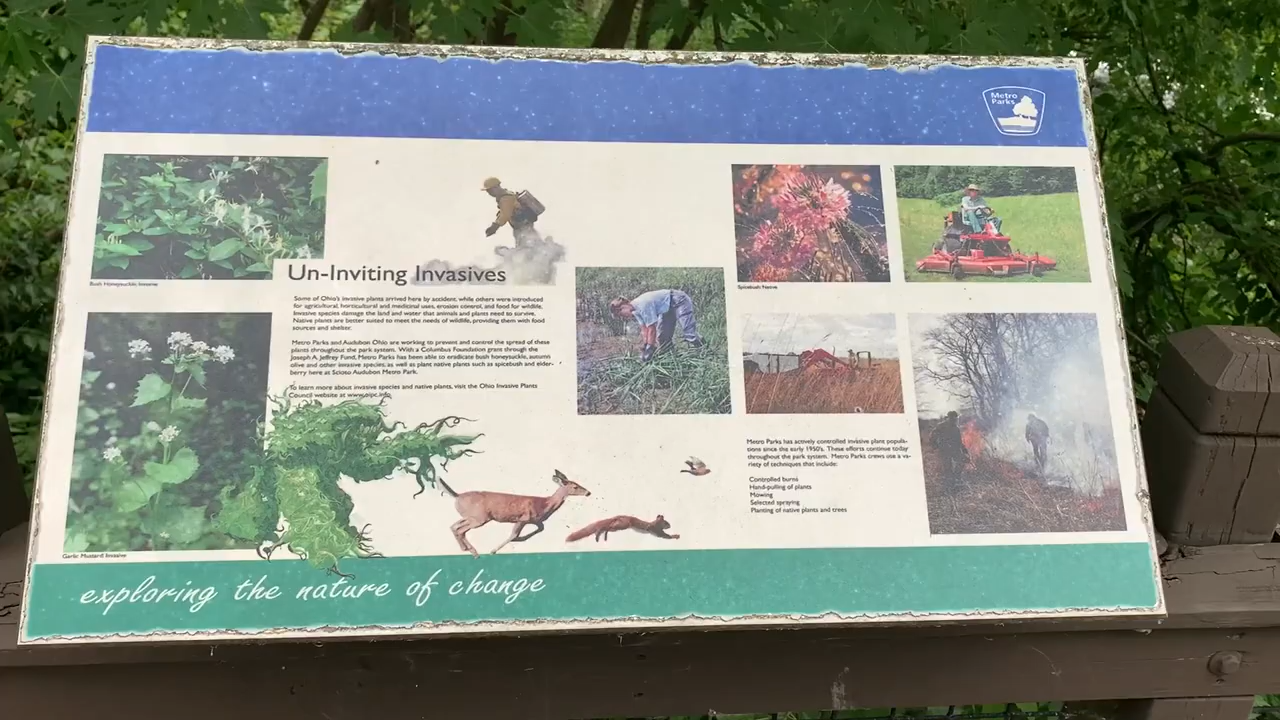 Metro
Parks
Bush Honeysuckle: Invasive
Un-Inviting Invasives
Some of Ohio's invasive plants arrived here by accident, while others were introduced
for agricultural, horticultural and medicinal uses, erosion control, and food for wildlife.
Invasive species damage the land and water that animals and plants need to survive.
Native plants are better suited to meet the needs of wildlife, providing them with food
sources and shelter.
Metro Parks and Audubon Ohio are working to prevent and control the spread of these
plants throughout the park system. With a Columbus Foundation grant through the
Joseph A. Jeffrey Fund, Metro Parks has been able to eradicate bush honeysuckle, autumn
olive and other invasive species; as well as plant native plants such as spicebush and elder-
berry here at Scioto Audubon Metro Park.
To learn more about invasive species and native plants, visit the Ohio Invasive Plants
Council website at www.oipc.info.
Garlic Mustard: Invasive
Spicebush: Native
Metro Parks has actively controlled invasive plant popula-
tions since the early 1950's. These efforts continue today
throughout the park system. Metro Parks crews use a va-
riety of techniques that include:
Controlled burns
Hand-pulling of plants
Mowing
Selected spraying
Planting of native plants and trees
exploring the nature of change